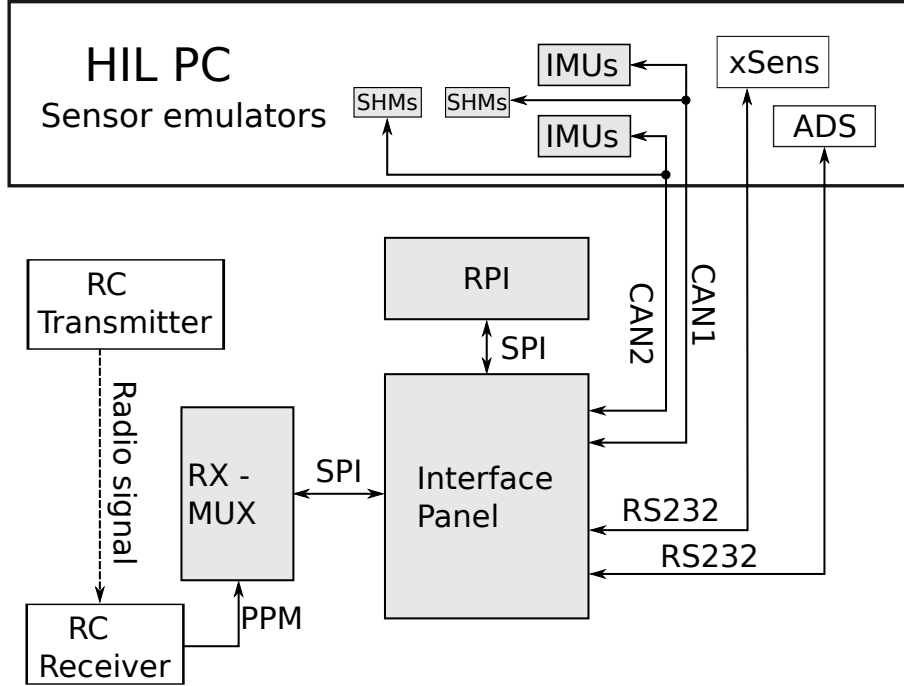 HIL PC
Sensor emulators
IMUs
SHMs
SHMs
IMUs
xSens
ADS
RC
Transmitter
Radio signal
RPI
SPI
CAN2
CAN1
RX -
MUX
SPI
Interface
Panel
RS232
RS232
RC
Receiver
PPM